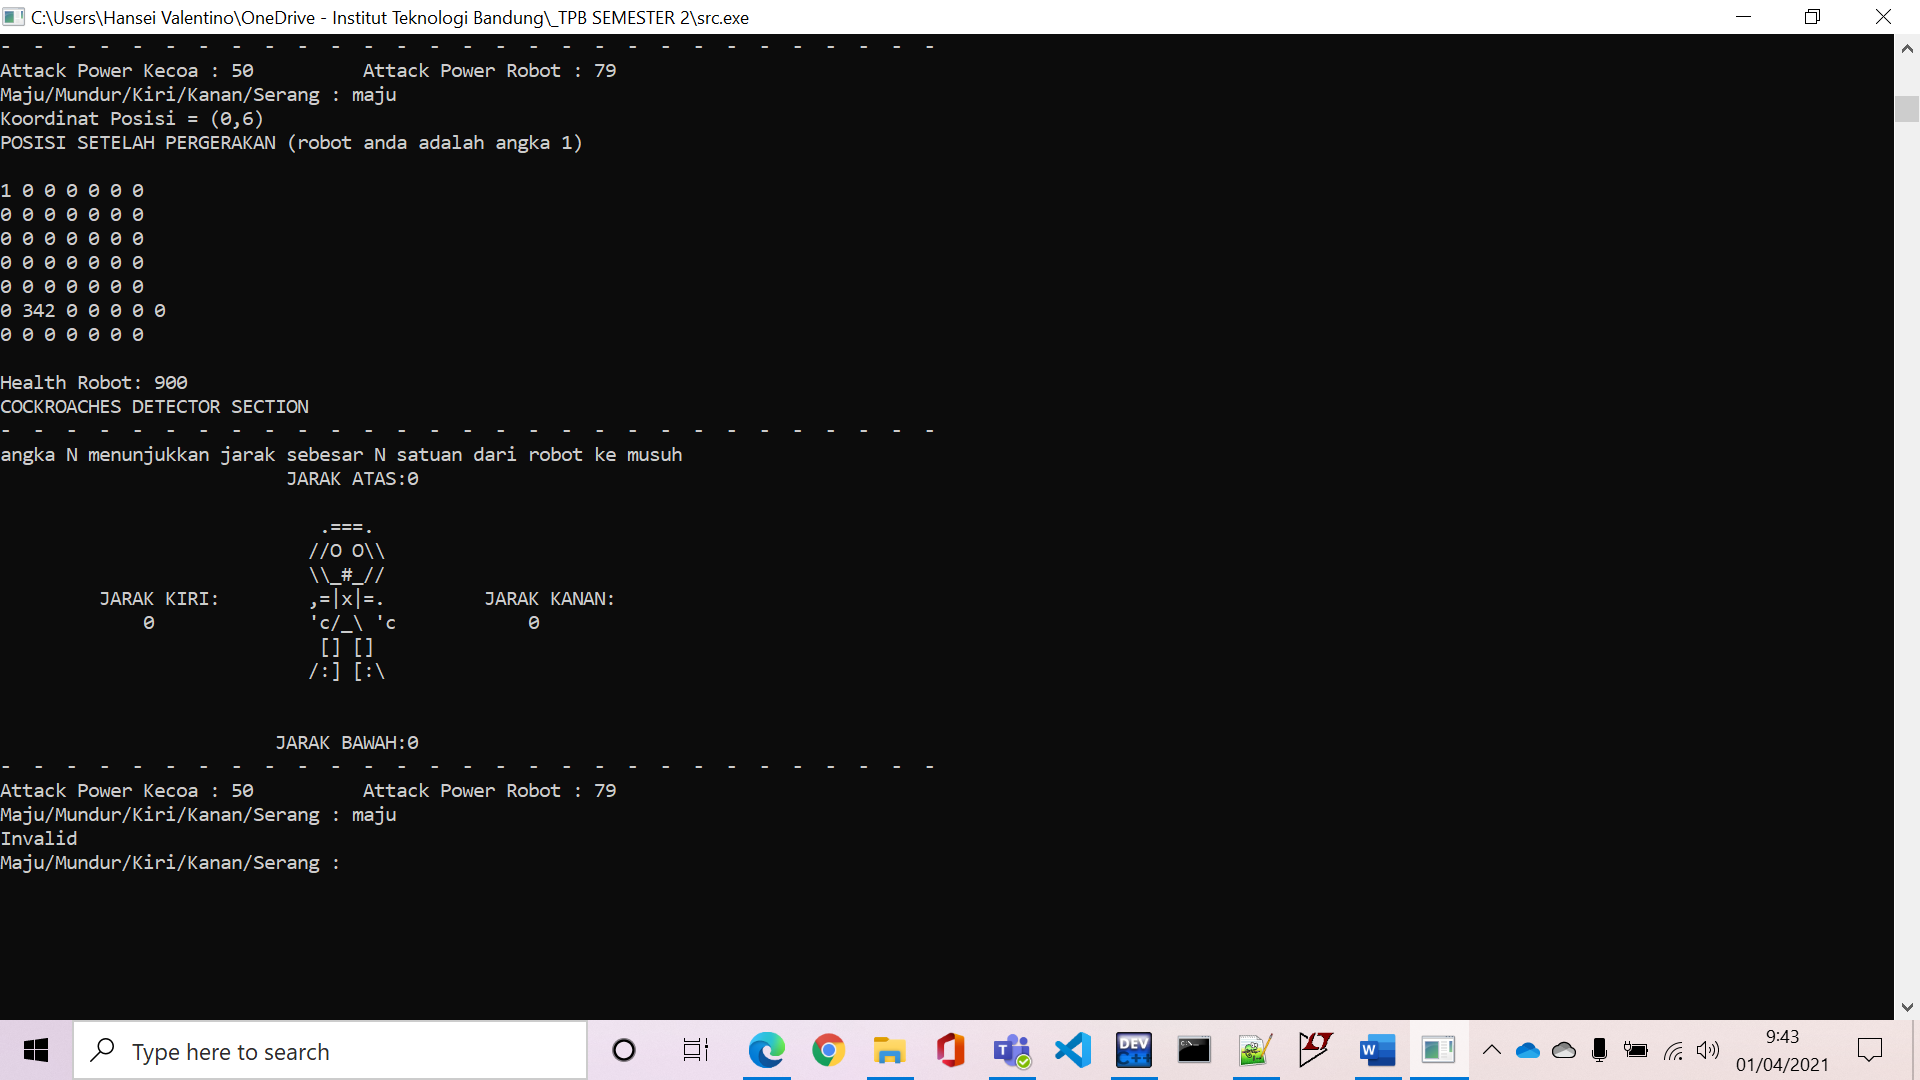 C:\Users\Hansei Valentino\OneDrive - Institut Teknologi Bandung\_TPB SEMESTER 2\src.exe
- - - - - - - - - - - - - - - - - - - - - - - - - - - - -
Attack Power Kecoa : 50          Attack Power Robot : 79
Maju/Mundur/Kiri/Kanan/Serang : maju
Koordinat Posisi = (0,6)
POSISI SETELAH PERGERAKAN (robot anda adalah angka 1)
1 0 0 0 0 0 0
0 0 0 0 0 0 0
0 0 0 0 0 0 0
0 0 0 0 0 0 0
0 0 0 0 0 0 0
0 342 0 0 0 0 0
0 0 0 0 0 0 0
Health Robot: 900
COCKROACHES DETECTOR SECTION
- - - - - - - - - - - - - - - - - - - - - - - - - - - - -
angka N menunjukkan jarak sebesar N satuan dari robot ke musuh
JARAK ATAS:0
.===.
//O O\\
\\_#_//
JARAK KIRI:        ,=|x|=.         JARAK KANAN:
0              'c/_\ 'c            0
[] []
/:] [:\
JARAK BAWAH:0
- - - - - - - - - - - - - - - - - - - - - - - - - - - - -
Attack Power Kecoa : 50          Attack Power Robot : 79
Maju/Mundur/Kiri/Kanan/Serang : maju
Invalid
Maju/Mundur/Kiri/Kanan/Serang :
Type here to search
DEV C++
W
9:43
01/04/2021